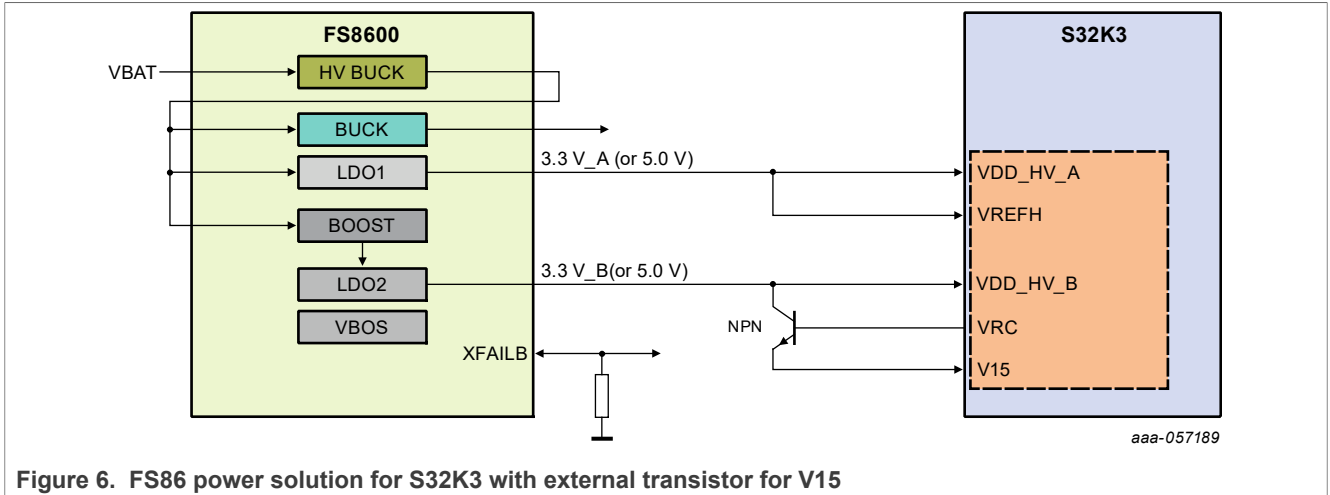 FS8600
S32K3
VBAT
HV BUCK
BUCK
3.3 V_A (or 5.0 V)
LDO1
VDD_HV_A
VREFH
BOOST
3.3 V_B(or 5.0 V)
LDO2
VDD_HV_B
VBOS
NPN
VRC
XFAILB
V15
aaa-057189
Figure 6. FS86 power solution for S32K3 with external transistor for V15